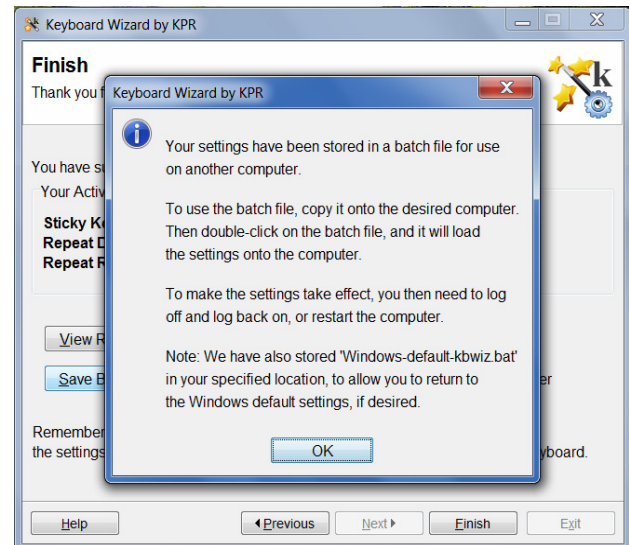 Keyboard Wizard by KPR
Finish
Thank you f
Keyboard Wizard by KPR
k
Your settings have been stored in a batch file for use
on another computer.
You have su
Your Activ
To use the batch file, copy it onto the desired computer.
Then double-click on the batch file, and it will load
the settings onto the computer.
Sticky Ke
Repeat D
Repeat R
To make the settings take effect, you then need to log
off and log back on, or restart the computer.
View R
Note: We have also stored 'Windows-default-kbwiz.bat'
in your specified location, to allow you to return to
the Windows default settings, if desired.
Save B
er
Remember
the settings
yboard.
OK
Help
Previous
Next
Finish
Exit